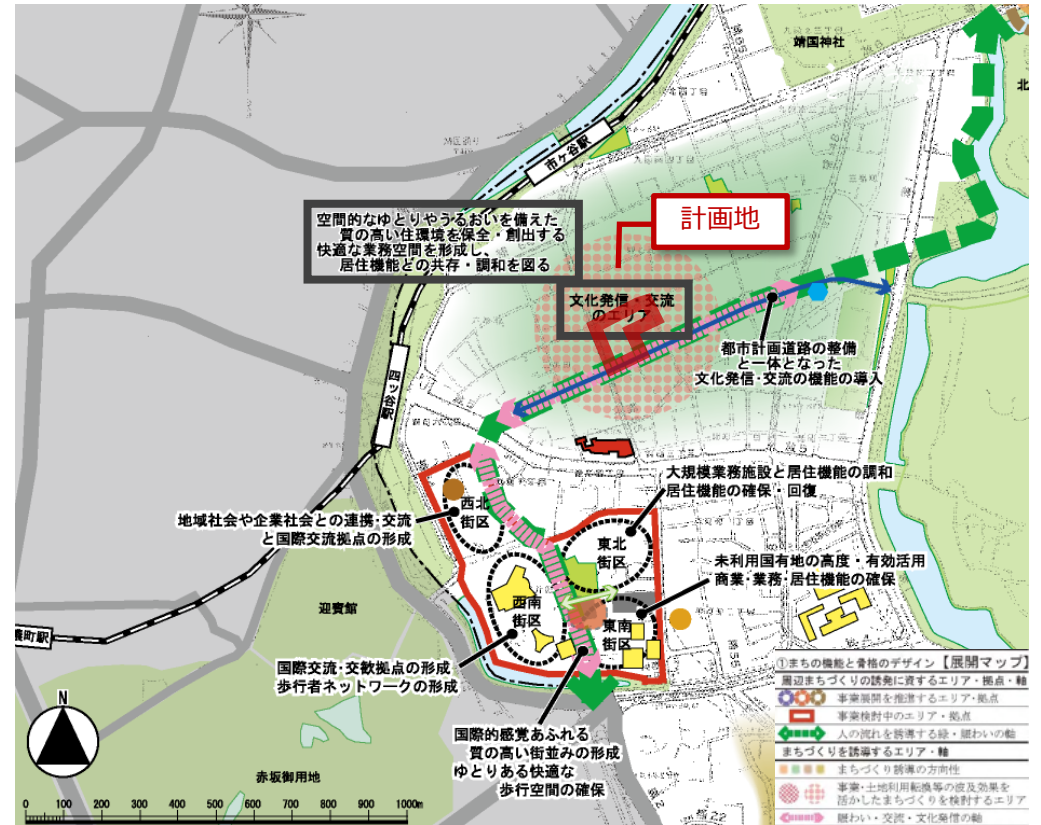 靖国神社
北
市ヶ谷駅
計画地
空間的なゆとりやうるおいを備えた
質の高い住環境を保全・創出する
快適な業務空間を形成し、
居住機能との共存・調和を図る
文化発信・交流
のエリア
都市計画道路の整備
と一体となった
文化発信・交流の機能の導入
四ッ谷駅
大規模業務施設と居住機能の調和
居住機能の確保・回復
西北
街区
地域社会や企業社会との連携・交流
と国際交流拠点の形成
東北
街区
未利用国有地の高度・有効活用
商業・業務・居住機能の確保
迎賓館
西南
街区
東南
街区
濃町駅
国際交流・交歓拠点の形成
歩行者ネットワークの形成
①まちの機能と骨格のデザイン【展開マップ】
周辺まちづくりの誘発に資するエリア・拠点・軸
事業展開を推進するエリア・拠点
事業検討中のエリア・拠点
人の流れを誘導する緑・賑わいの軸
まちづくりを誘導するエリア・軸
まちづくり誘導の方向性
事業・土地利用転換等の波及効果を
活かしたまちづくりを検討するエリア
賑わい・交流・文化発信の軸
N
国際的感覚あふれる
質の高い街並みの形成
ゆとりある快適な
歩行空間の確保
赤坂御用地
0 100 200 300 400 500 600 700 800 900 1000m